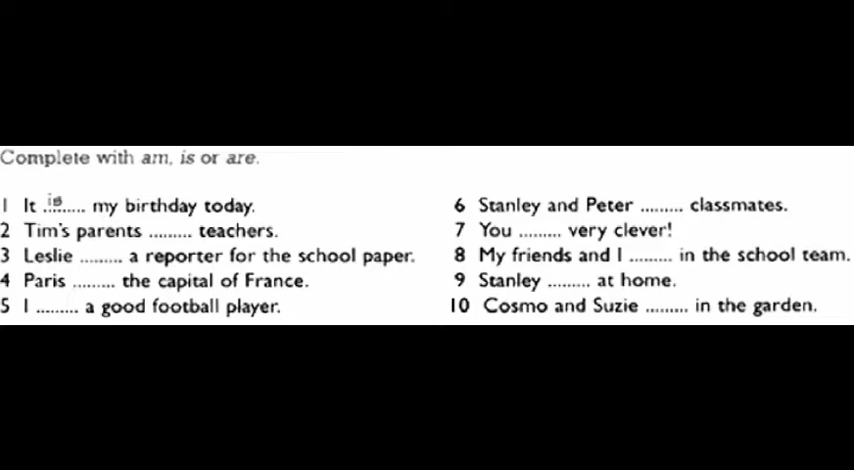 Complete with am, is or are.
1 It ..is.... my birthday today.
2 Tim's parents ......... teachers.
3 Leslie ......... a reporter for the school paper.
4 Paris ......... the capital of France.
5 I ......... a good football player.
6 Stanley and Peter ......... classmates.
7 You ......... very clever!
8 My friends and I ......... in the school team.
9 Stanley ......... at home.
10 Cosmo and Suzie ......... in the garden.